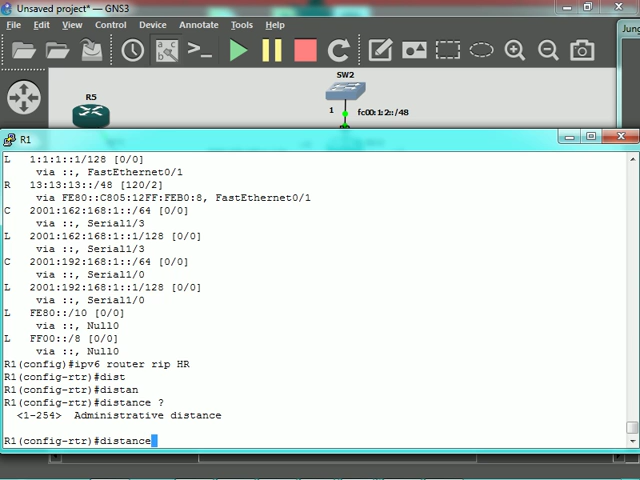 Unsaved project* — GNS3
File Edit View Control Device Annotate Tools Help
Jung
SW2
R5
1
fc00:1:2::/48
R1
L 1:1:1::1/128 [0/0]
via ::, FastEthernet0/1
R 13:13:13::/48 [120/2]
via FE80::C805:12FF:FEB0:8, FastEthernet0/1
C 2001:162:168:1::/64 [0/0]
via ::, Serial1/3
L 2001:162:168:1::1/128 [0/0]
via ::, Serial1/3
C 2001:192:168:1::/64 [0/0]
via ::, Serial1/0
L 2001:192:168:1::1/128 [0/0]
via ::, Serial1/0
L FE80::/10 [0/0]
via ::, Null0
L FF00::/8 [0/0]
via ::, Null0
R1(config)#ipv6 router rip HR
R1(config-rtr)#dist
R1(config-rtr)#distan
R1(config-rtr)#distance ?
<1-254> Administrative distance
R1(config-rtr)#distance